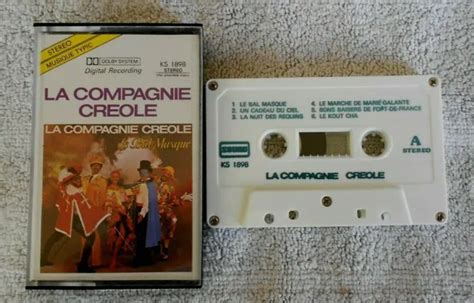 STEREO
MUSIQUE TYPIC
DOLBY SYSTEM
Digital Recording
KS 1898
STEREO
LA COMPAGNIE
CREOLE
LA COMPAGNIE CREOLE
le Bal Masque
1. LE BAL MASQUE
2. UN CADEAU DU CIEL
3. LA NUIT DES REQUINS
4. LE MARCHE DE MARIE-GALANTE
5. BONS BAISERS DE FORT-DE-FRANCE
6. LE KOUT CHA
KS 1898
A
STEREO
LA COMPAGNIE CREOLE